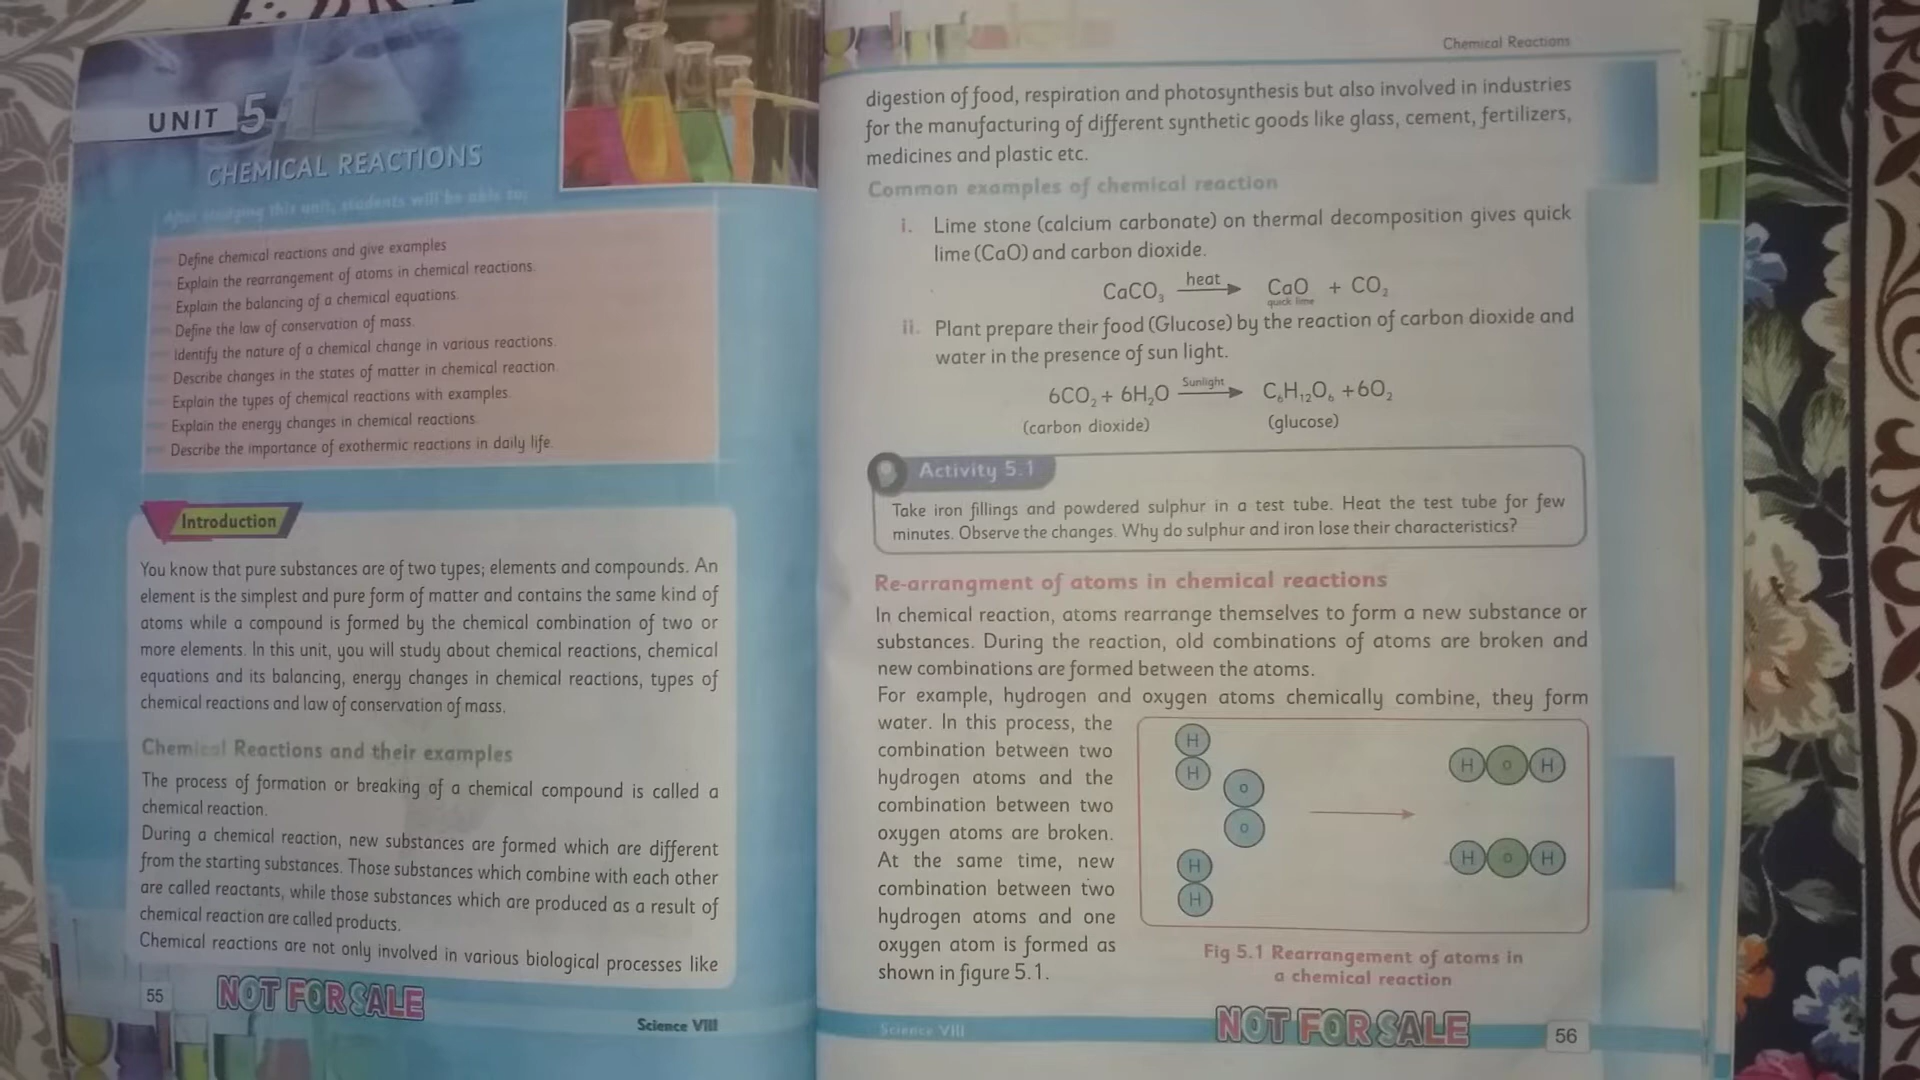 UNIT 5
CHEMICAL REACTIONS
After studying this unit, students will be able to:
Define chemical reactions and give examples
Explain the rearrangement of atoms in chemical reactions.
Explain the balancing of a chemical equations.
Define the law of conservation of mass.
Identify the nature of a chemical change in various reactions.
Describe changes in the states of matter in chemical reaction.
Explain the types of chemical reactions with examples.
Explain the energy changes in chemical reactions.
Describe the importance of exothermic reactions in daily life.
Introduction
You know that pure substances are of two types; elements and compounds. An
element is the simplest and pure form of matter and contains the same kind of
atoms while a compound is formed by the chemical combination of two or
more elements. In this unit, you will study about chemical reactions, chemical
equations and its balancing, energy changes in chemical reactions, types of
chemical reactions and law of conservation of mass.
Chemical Reactions and their examples
The process of formation or breaking of a chemical compound is called a
chemical reaction.
During a chemical reaction, new substances are formed which are different
from the starting substances. Those substances which combine with each other
are called reactants, while those substances which are produced as a result of
chemical reaction are called products.
Chemical reactions are not only involved in various biological processes like
55
NOT FOR SALE
Science VIII
Chemical Reactions
digestion of food, respiration and photosynthesis but also involved in industries
for the manufacturing of different synthetic goods like glass, cement, fertilizers,
medicines and plastic etc.
Common examples of chemical reaction
i. Lime stone (calcium carbonate) on thermal decomposition gives quick
lime (CaO) and carbon dioxide.
heat
CaCO₃ → CaO + CO₂
quick lime
ii. Plant prepare their food (Glucose) by the reaction of carbon dioxide and
water in the presence of sun light.
Sunlight
6CO₂ + 6H₂O → C₆H₁₂O₆ +6O₂
(carbon dioxide) (glucose)
Activity 5.1
Take iron fillings and powdered sulphur in a test tube. Heat the test tube for few
minutes. Observe the changes. Why do sulphur and iron lose their characteristics?
Re-arrangment of atoms in chemical reactions
In chemical reaction, atoms rearrange themselves to form a new substance or
substances. During the reaction, old combinations of atoms are broken and
new combinations are formed between the atoms.
For example, hydrogen and oxygen atoms chemically combine, they form
water. In this process, the
combination between two
hydrogen atoms and the
combination between two
oxygen atoms are broken.
At the same time, new
combination between two
hydrogen atoms and one
oxygen atom is formed as
shown in figure 5.1.
H
H
O
O
H
H
H O H
H O H
Fig 5.1 Rearrangement of atoms in
a chemical reaction
Science VIII
NOT FOR SALE
56